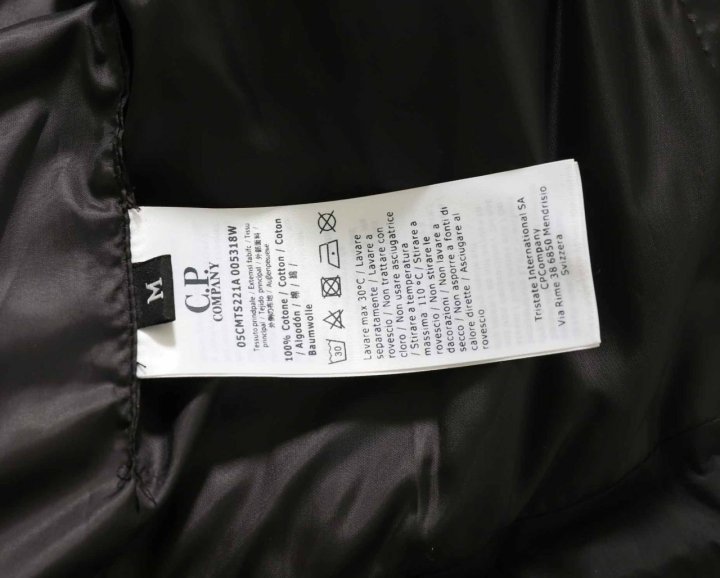 M
C.P.
COMPANY
05CMTS221A 005318W
Tessuto principale / External fabric / Tissu
principal / Tejido principal / 外部面料 /
外側の布地 / Außenpeouene
100% Cotone / Cotton / Coton
/ Algodón / 棉 / 綿 /
Baumwolle
30
Lavare max 30°C / Lavare
separatamente / Lavare a
rovescio / Non trattare con
cloro / Non usare asciugatrice
/ Stirare a temperatura
massima 110 °C / Stirare a
rovescio / Non stirare le
dacorazioni / Non lavare a
secco / Non asporre a fonti di
calore dirette / Asciugare al
rovescio
Tristate International SA
CPCompany
Via Rime 38 6850 Mendrisio
Svizzera